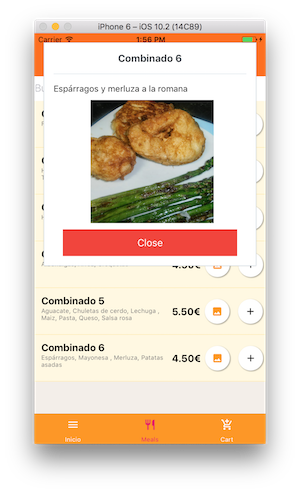 iPhone 6 – iOS 10.2 (14C89)
Carrier
1:56 PM
Combinado 6
Espárragos y merluza a la romana
Close
4.50€
Combinado 5
Aguacate, Chuletas de cerdo, Lechuga ,
Maiz, Pasta, Queso, Salsa rosa
5.50€
Combinado 6
Espárragos, Mayonesa , Merluza, Patatas
asadas
4.50€
Inicio
Meals
Cart